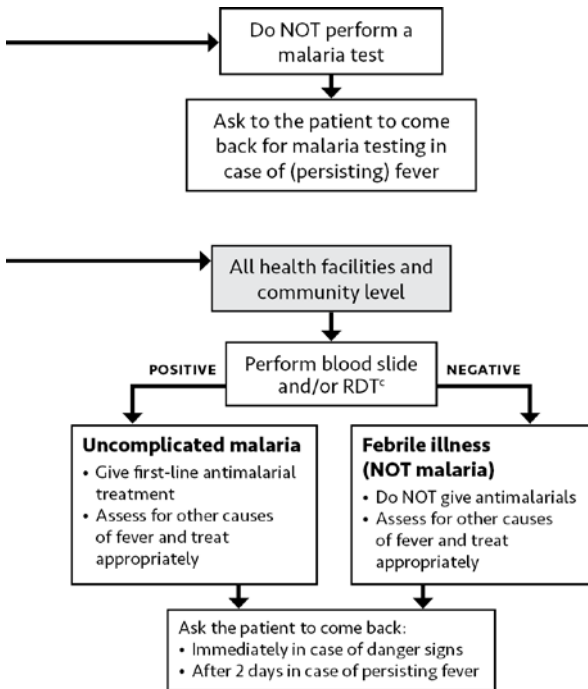 Do NOT perform a
malaria test
Ask to the patient to come
back for malaria testing in
case of (persisting) fever
All health facilities and
community level
POSITIVE
Perform blood slide
and/or RDTᶜ
NEGATIVE
Uncomplicated malaria
• Give first-line antimalarial
treatment
• Assess for other causes
of fever and treat
appropriately
Febrile illness
(NOT malaria)
• Do NOT give antimalarials
• Assess for other causes
of fever and treat
appropriately
Ask the patient to come back:
• Immediately in case of danger signs
• After 2 days in case of persisting fever